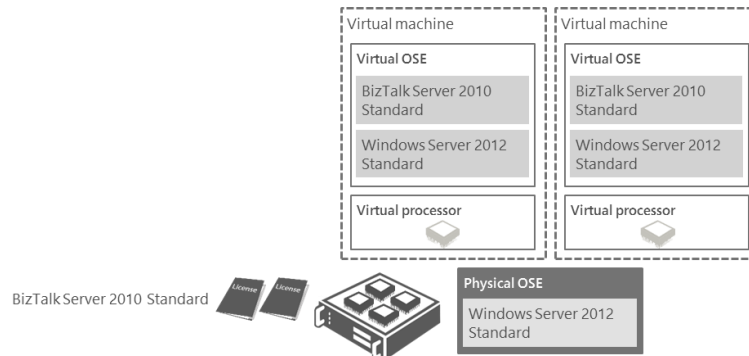 Virtual machine
Virtual OSE
BizTalk Server 2010
Standard
Windows Server 2012
Standard
Virtual processor
Virtual machine
Virtual OSE
BizTalk Server 2010
Standard
Windows Server 2012
Standard
Virtual processor
BizTalk Server 2010 Standard
License
License
Physical OSE
Windows Server 2012
Standard